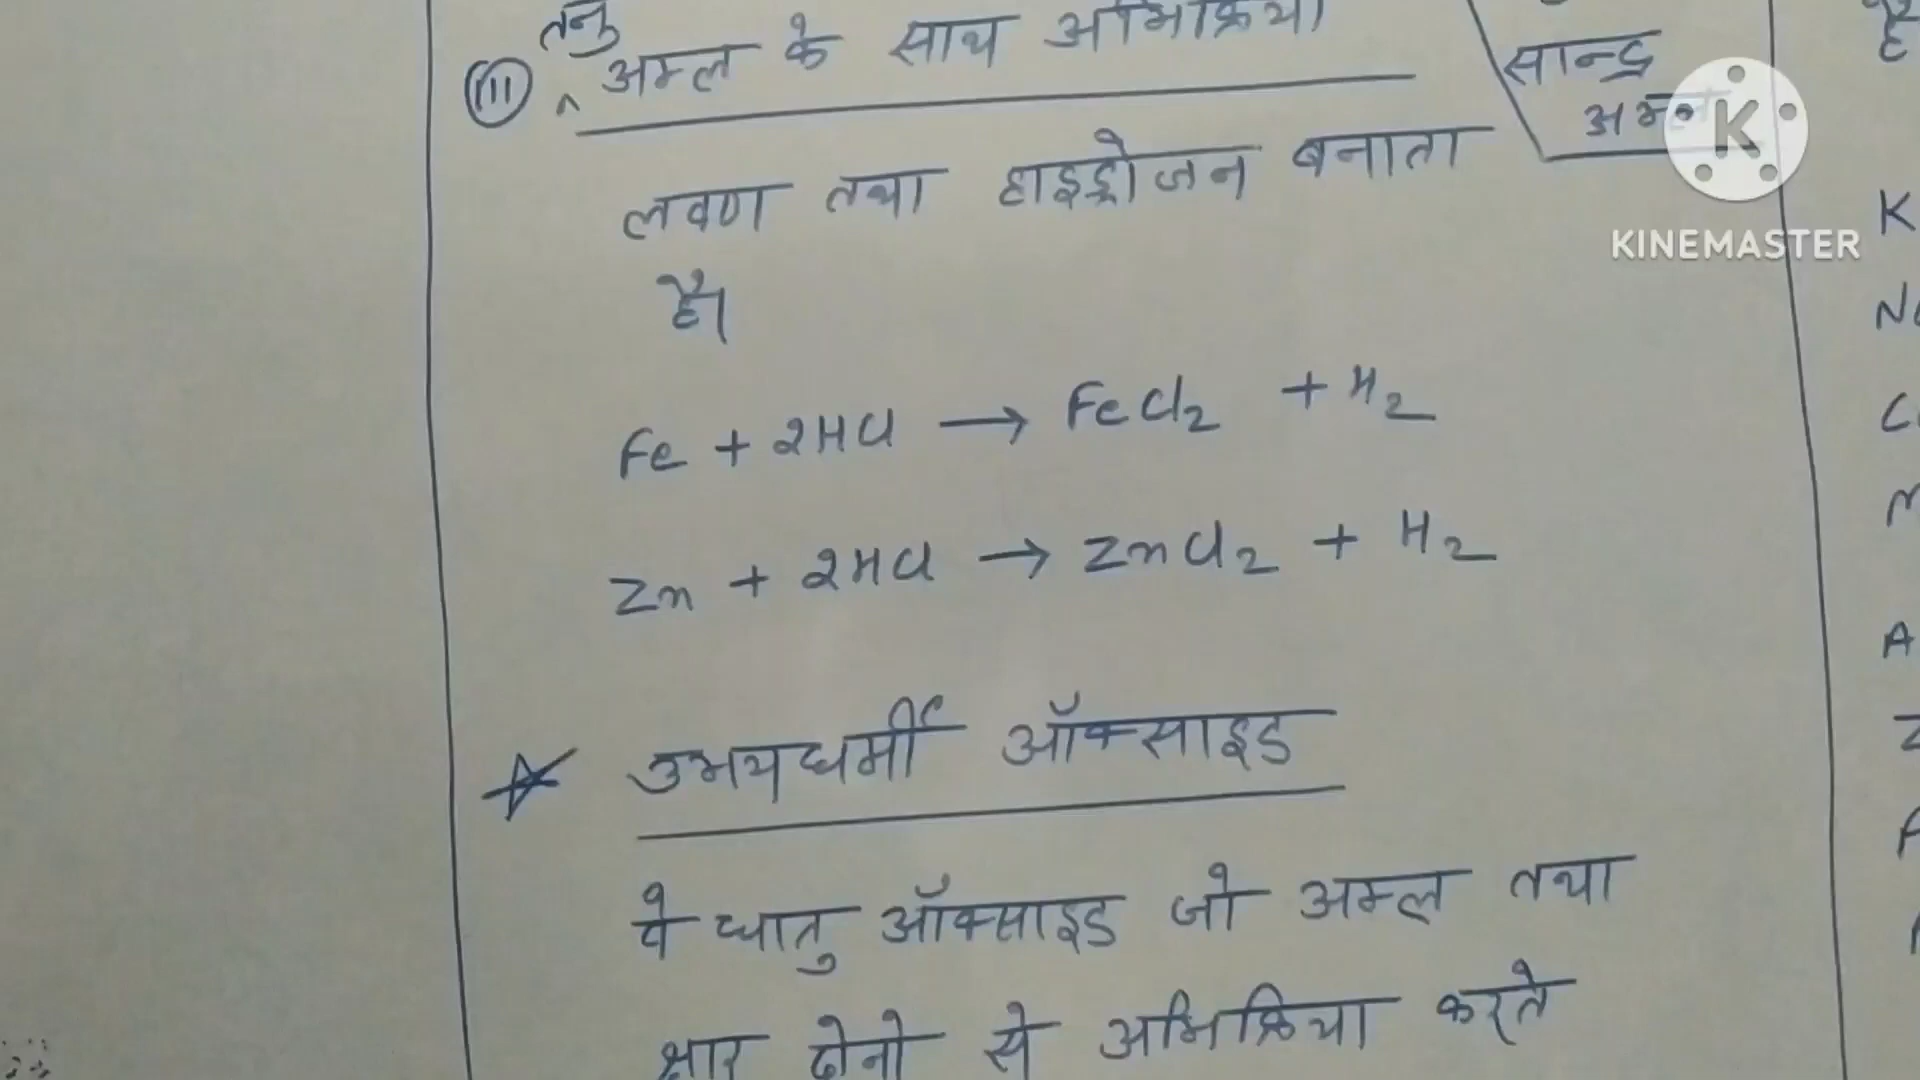 तनु
(iii) ^ अम्ल के साथ अभिक्रिया
लवण तथा हाइड्रोजन बनाता
है।
Fe + 2HCl → FeCl₂ + H₂
Zn + 2HCl → ZnCl₂ + H₂
★ उभयधर्मी ऑक्साइड
वे धातु ऑक्साइड जो अम्ल तथा
क्षार दोनो से अभिक्रिया करते
सान्द्र
अम्ल
KINEMASTER
है
K